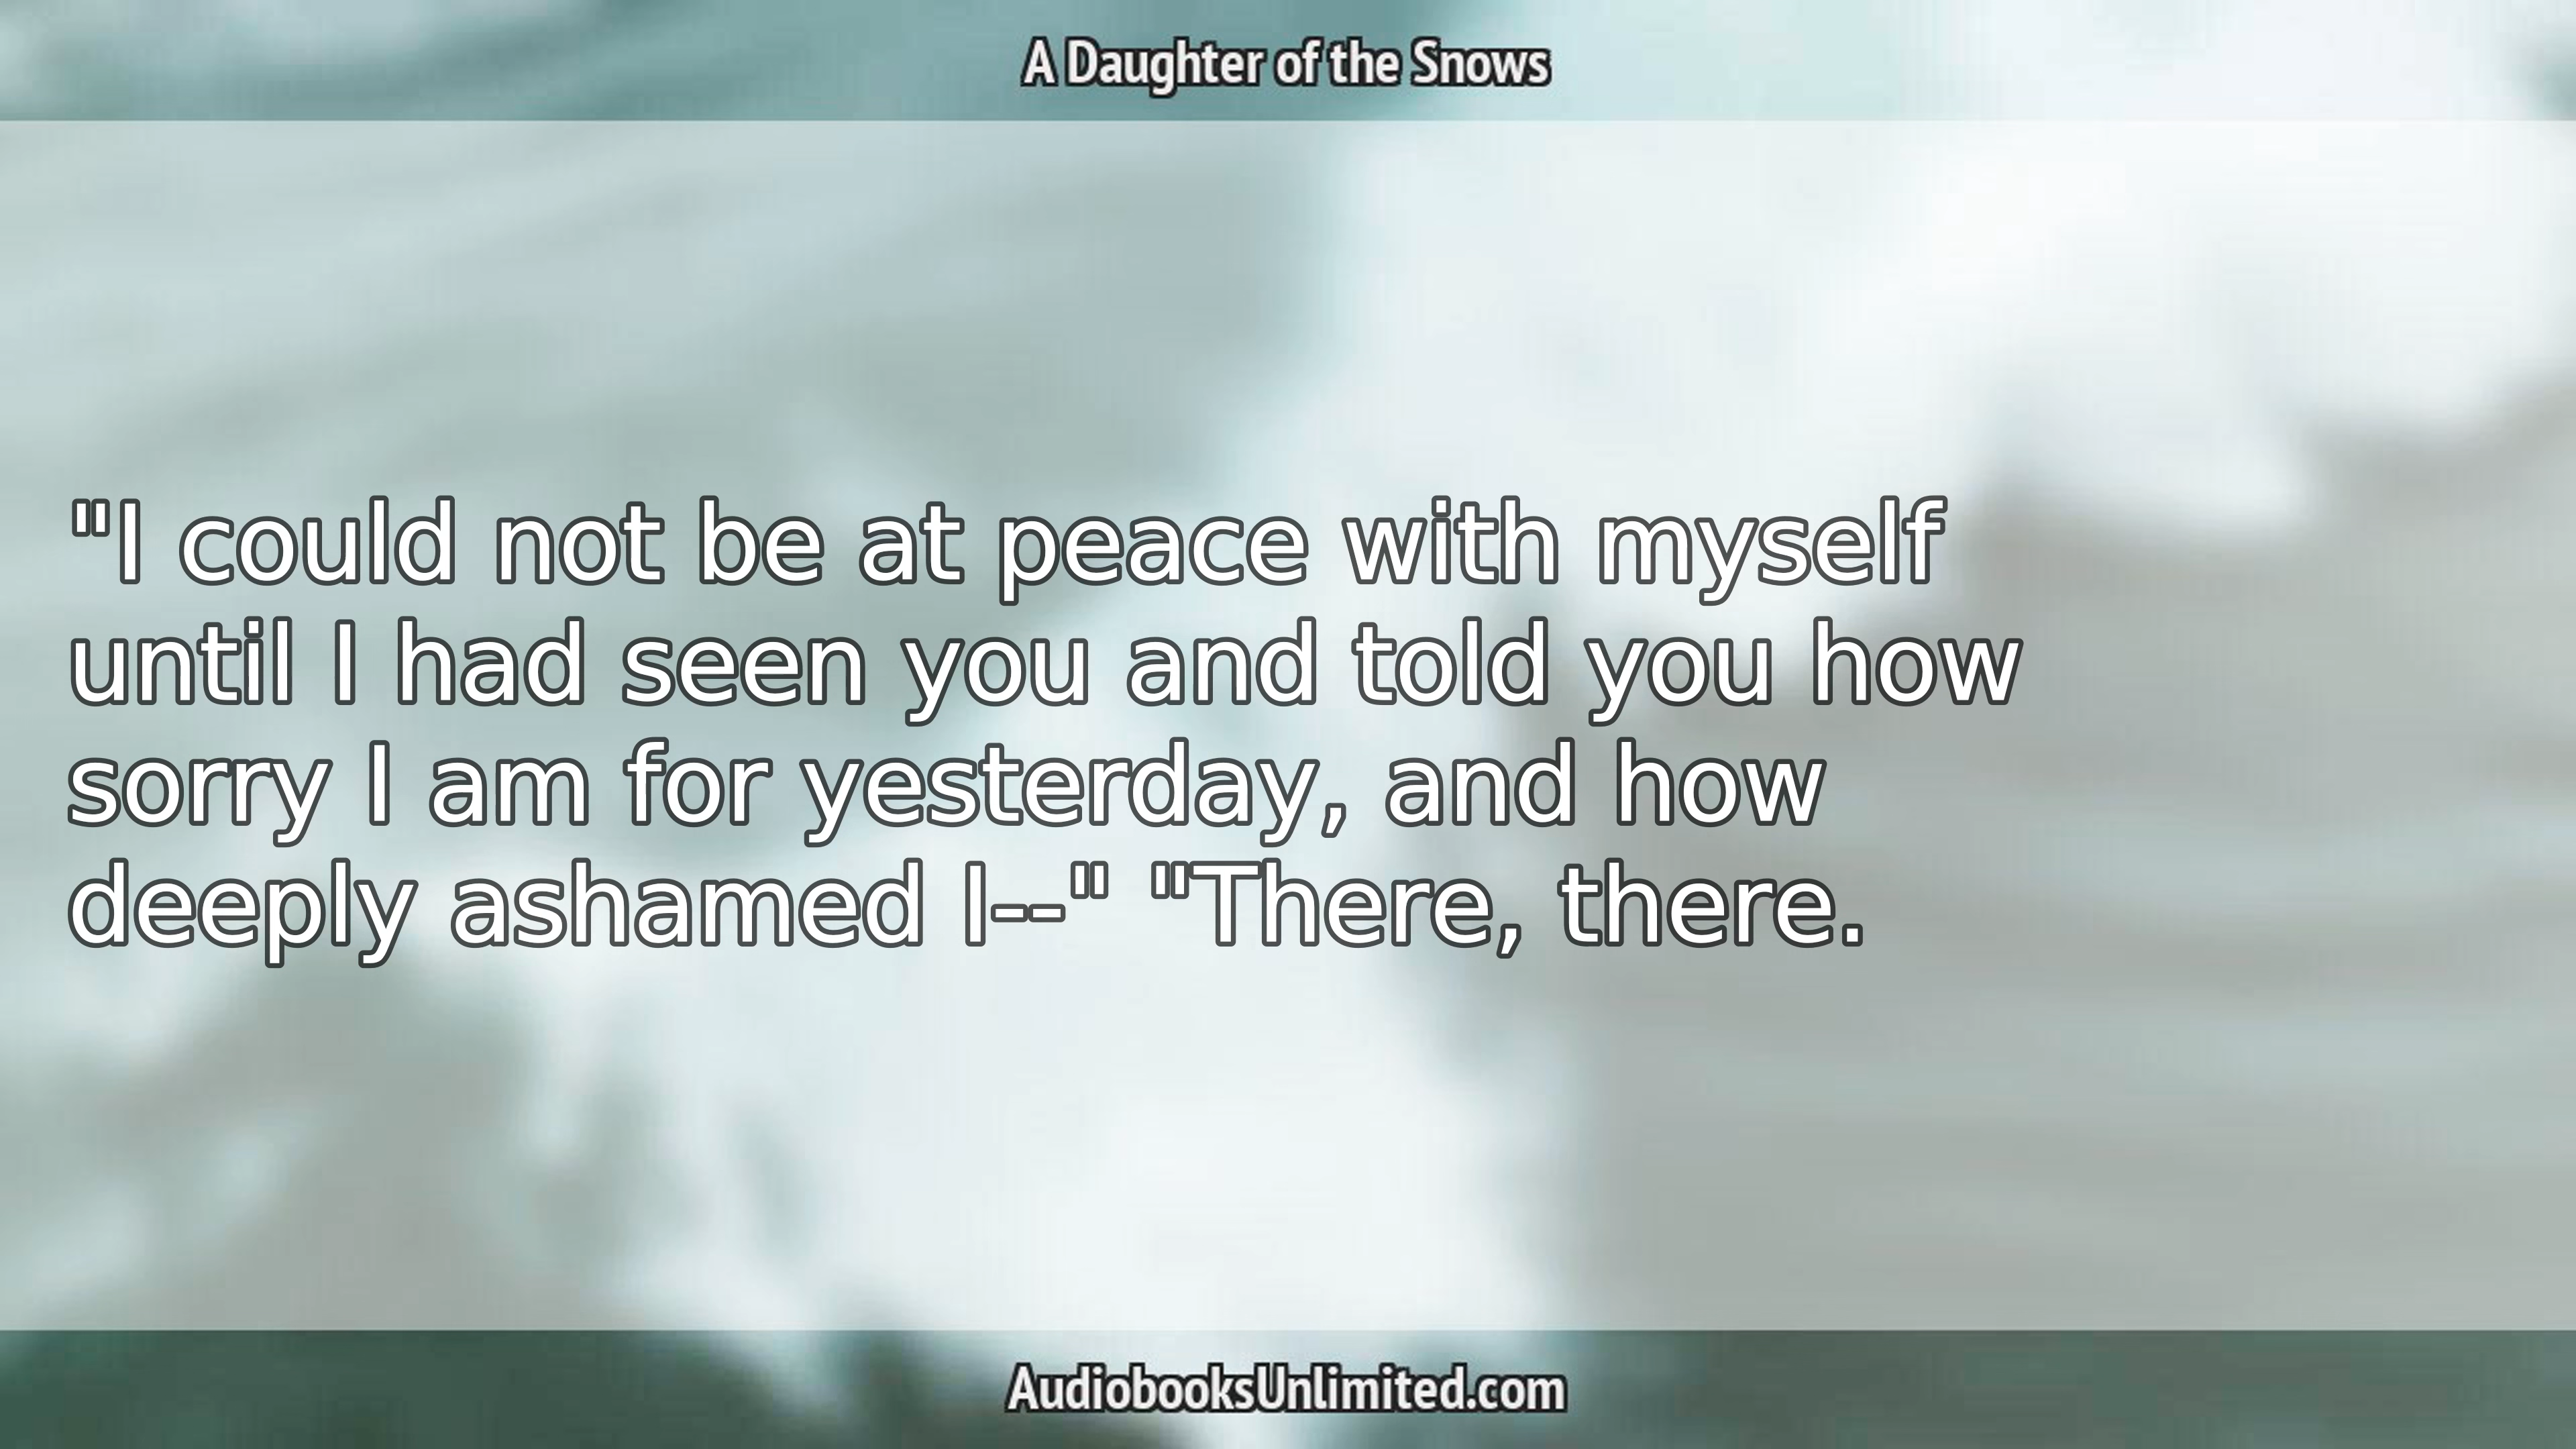 A Daughter of the Snows
"I could not be at peace with myself
until I had seen you and told you how
sorry I am for yesterday, and how
deeply ashamed I--" "There, there.
AudiobooksUnlimited.com